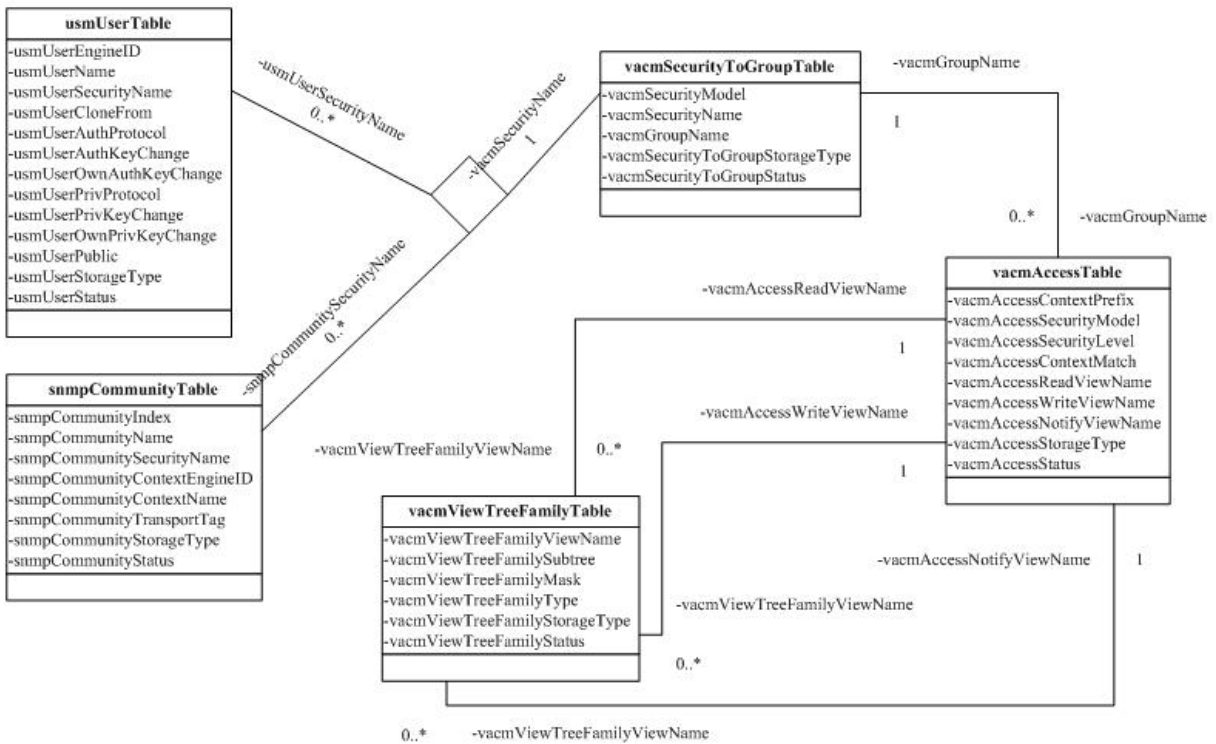 usmUserTable
-usmUserEngineID
-usmUserName
-usmUserSecurityName
-usmUserCloneFrom
-usmUserAuthProtocol
-usmUserAuthKeyChange
-usmUserOwnAuthKeyChange
-usmUserPrivProtocol
-usmUserPrivKeyChange
-usmUserOwnPrivKeyChange
-usmUserPublic
-usmUserStorageType
-usmUserStatus
-usmUserSecurityName
0..*
-vacmSecurityName
1
vacmSecurityToGroupTable
-vacmSecurityModel
-vacmSecurityName
-vacmGroupName
-vacmSecurityToGroupStorageType
-vacmSecurityToGroupStatus
-vacmGroupName
1
0..*
-vacmGroupName
snmpCommunityTable
-snmpCommunityIndex
-snmpCommunityName
-snmpCommunitySecurityName
-snmpCommunityContextEngineID
-snmpCommunityContextName
-snmpCommunityTransportTag
-snmpCommunityStorageType
-snmpCommunityStatus
-snmpCommunitySecurityName
0..*
vacmAccessTable
-vacmAccessContextPrefix
-vacmAccessSecurityModel
-vacmAccessSecurityLevel
-vacmAccessContextMatch
-vacmAccessReadViewName
-vacmAccessWriteViewName
-vacmAccessNotifyViewName
-vacmAccessStorageType
-vacmAccessStatus
-vacmAccessReadViewName
1
-vacmAccessWriteViewName
1
-vacmViewTreeFamilyViewName
0..*
vacmViewTreeFamilyTable
-vacmViewTreeFamilyViewName
-vacmViewTreeFamilySubtree
-vacmViewTreeFamilyMask
-vacmViewTreeFamilyType
-vacmViewTreeFamilyStorageType
-vacmViewTreeFamilyStatus
-vacmAccessNotifyViewName
1
-vacmViewTreeFamilyViewName
0..*
0..*
-vacmViewTreeFamilyViewName